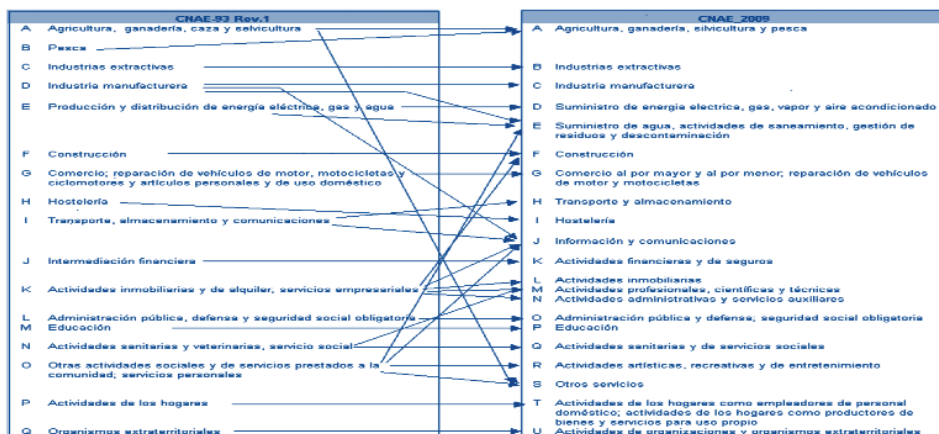 CNAE-93 Rev.1
A Agricultura, ganadería, caza y selvicultura
B Pesca
C Industrias extractivas
D Industria manufacturera
E Producción y distribución de energía eléctrica, gas y agua
F Construcción
G Comercio; reparación de vehículos de motor, motocicletas y
ciclomotores y artículos personales y de uso doméstico
H Hostelería
I Transporte, almacenamiento y comunicaciones
J Intermediación financiera
K Actividades inmobiliarias y de alquiler, servicios empresariales
L Administración pública, defensa y seguridad social obligatoria
M Educación
N Actividades sanitarias y veterinarias, servicio social
O Otras actividades sociales y de servicios prestados a la
comunidad; servicios personales
P Actividades de los hogares
Q Organismos extraterritoriales
CNAE_2009
A Agricultura, ganadería, silvicultura y pesca
B Industrias extractivas
C Industria manufacturera
D Suministro de energia electrica, gas, vapor y aire acondicionado
E Suministro de agua, actividades de saneamiento, gestión de
residuos y descontaminación
F Construcción
G Comercio al por mayor y al por menor; reparación de vehículos
de motor y motocicletas
H Transporte y almacenamiento
I Hostelería
J Información y comunicaciones
K Actividades financieras y de seguros
L Actividades inmobiliarias
M Actividades profesionales, científicas y técnicas
N Actividades administrativas y servicios auxiliares
O Administración pública y defensa; seguridad social obligatoria
P Educación
Q Actividades sanitarias y de servicios sociales
R Actividades artísticas, recreativas y de entretenimiento
S Otros servicios
T Actividades de los hogares como empleadores de personal
doméstico; actividades de los hogares como productores de
bienes y servicios para uso propio
U Actividades de organizaciones y organismos extraterritoriales